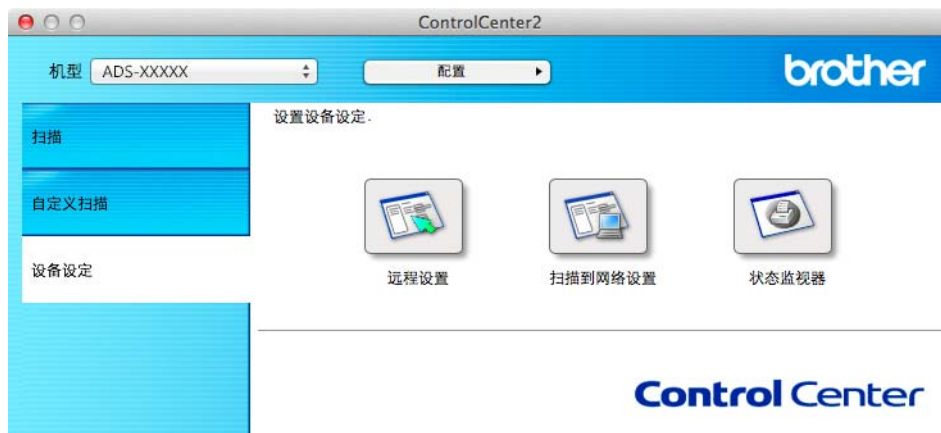 ControlCenter2
机型 ADS-XXXXX 配置 brother
扫描
自定义扫描
设备设定
设置设备设定.
远程设置 扫描到网络设置 状态监视器
Control Center